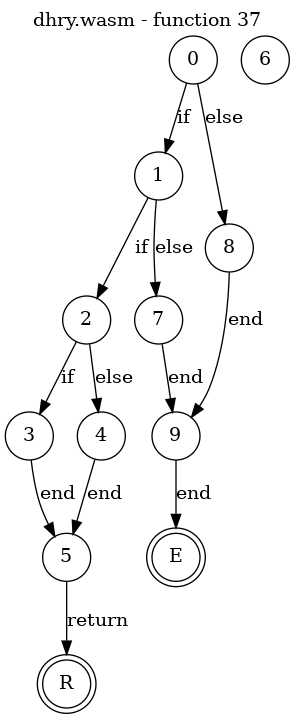 dhry.wasm - function 37
0 6
if else
1
8
if else
2 7
end
if else end
3 4 9
end end end
5 E
return
R